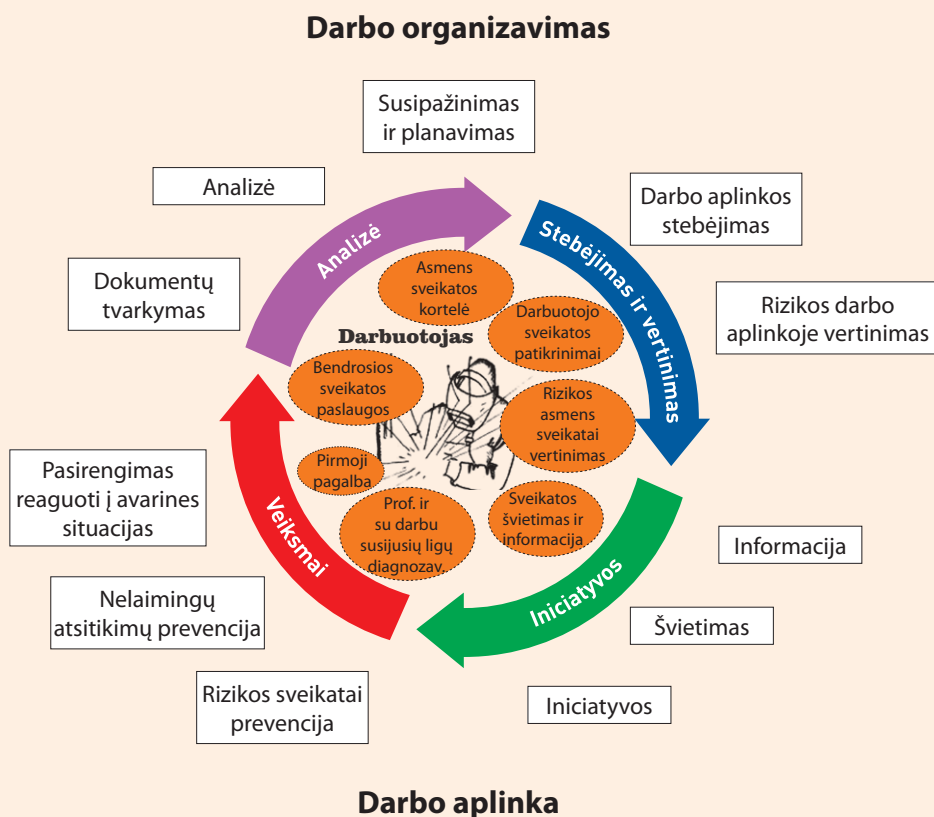 Darbo organizavimas
Susipažinimas
ir planavimas
Analizė
Darbo aplinkos
stebėjimas
Dokumentų
tvarkymas
Rizikos darbo
aplinkoje vertinimas
Analizė
Stebėjimas ir vertinimas
Asmens
sveikatos
kortelė
Darbuotojo
sveikatos
patikrinimai
Darbuotojas
Bendrosios
sveikatos
paslaugos
Rizikos
asmens
sveikatai
vertinimas
Pirmoji
pagalba
Sveikatos
švietimas ir
informacija
Prof. ir
su darbu
susijusių ligų
diagnozav.
Veiksmai
Iniciatyvos
Pasirengimas
reaguoti į avarines
situacijas
Informacija
Nelaimingų
atsitikimų prevencija
Švietimas
Rizikos sveikatai
prevencija
Iniciatyvos
Darbo aplinka